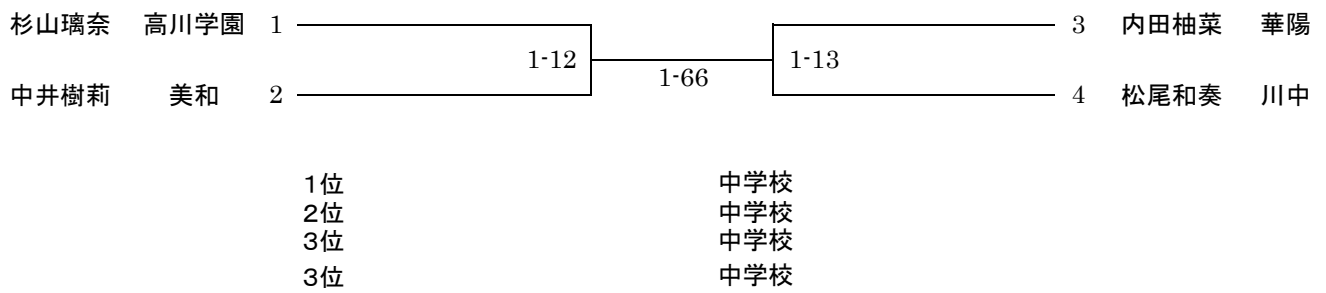 杉山璃奈 高川学園 1 3 内田柚菜 華陽
1-12 1-66 1-13
中井樹莉 美和 2 4 松尾和奏 川中
1位 中学校
2位 中学校
3位 中学校
3位 中学校